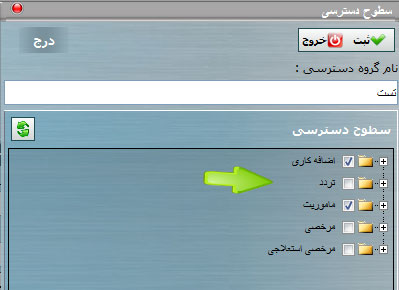 سطوح دسترسی
ثبت خروج درج
نام گروه دسترسی :
تست
سطوح دسترسی
اضافه کاری
تردد
ماموریت
مرخصی
مرخصی استعلاجی